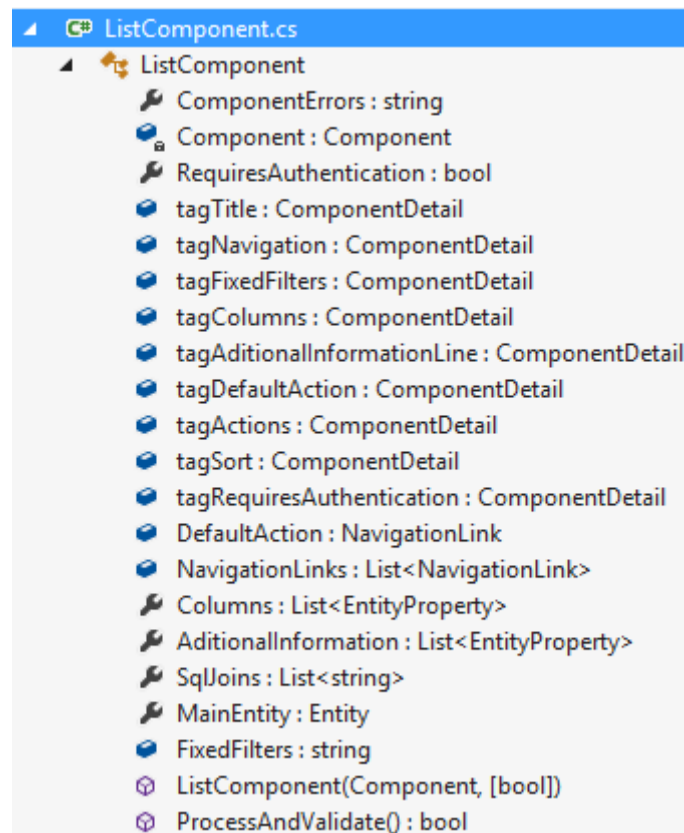 C# ListComponent.cs
ListComponent
ComponentErrors : string
Component : Component
RequiresAuthentication : bool
tagTitle : ComponentDetail
tagNavigation : ComponentDetail
tagFixedFilters : ComponentDetail
tagColumns : ComponentDetail
tagAditionalInformationLine : ComponentDetail
tagDefaultAction : ComponentDetail
tagActions : ComponentDetail
tagSort : ComponentDetail
tagRequiresAuthentication : ComponentDetail
DefaultAction : NavigationLink
NavigationLinks : List<NavigationLink>
Columns : List<EntityProperty>
AditionalInformation : List<EntityProperty>
SqlJoins : List<string>
MainEntity : Entity
FixedFilters : string
ListComponent(Component, [bool])
ProcessAndValidate() : bool